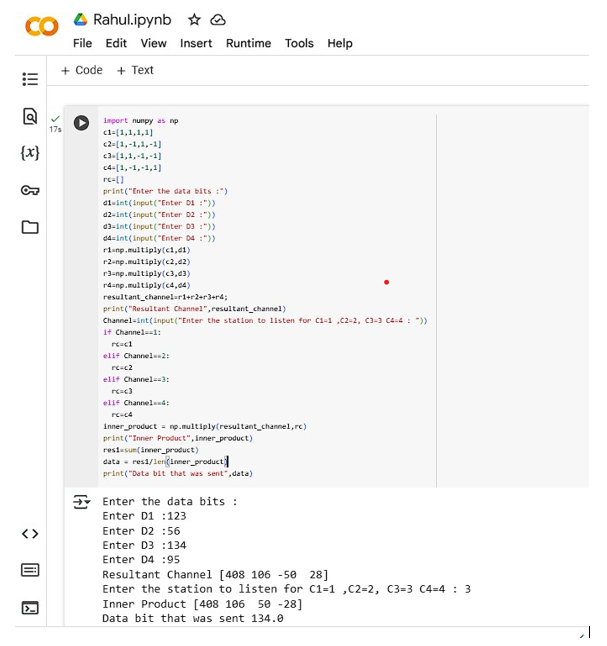 CO Rahul.ipynb
File Edit View Insert Runtime Tools Help
+ Code + Text
17s
{x}
import numpy as np
c1=[1,1,1,1]
c2=[1,-1,1,-1]
c3=[1,1,-1,-1]
c4=[1,-1,-1,1]
rc=[]
print("Enter the data bits :")
d1=int(input("Enter D1 :"))
d2=int(input("Enter D2 :"))
d3=int(input("Enter D3 :"))
d4=int(input("Enter D4 :"))
r1=np.multiply(c1,d1)
r2=np.multiply(c2,d2)
r3=np.multiply(c3,d3)
r4=np.multiply(c4,d4)
resultant_channel=r1+r2+r3+r4;
print("Resultant Channel",resultant_channel)
Channel=int(input("Enter the station to listen for C1=1 ,C2=2, C3=3 C4=4 : "))
if Channel==1:
rc=c1
elif Channel==2:
rc=c2
elif Channel==3:
rc=c3
elif Channel==4:
rc=c4
inner_product = np.multiply(resultant_channel,rc)
print("Inner Product",inner_product)
res1=sum(inner_product)
data = res1/len(inner_product)
print("Data bit that was sent",data)
Enter the data bits :
Enter D1 :123
Enter D2 :56
Enter D3 :134
Enter D4 :95
Resultant Channel [408 106 -50 28]
Enter the station to listen for C1=1 ,C2=2, C3=3 C4=4 : 3
Inner Product [408 106 50 -28]
Data bit that was sent 134.0